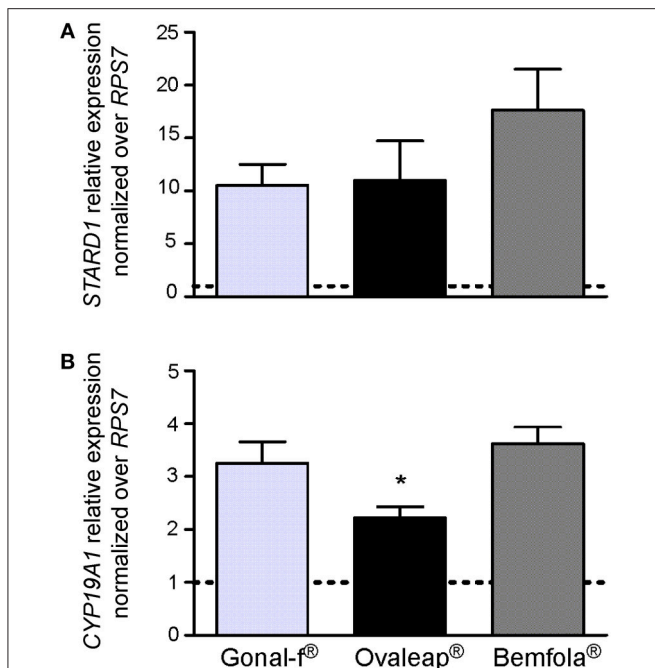 A
STARD1 relative expression
normalized over RPS7
25
20
15
10
5
0
B
CYP19A1 relative expression
normalized over RPS7
5
4
3
2
1
0
*
Gonal-f® Ovaleap® Bemfola®